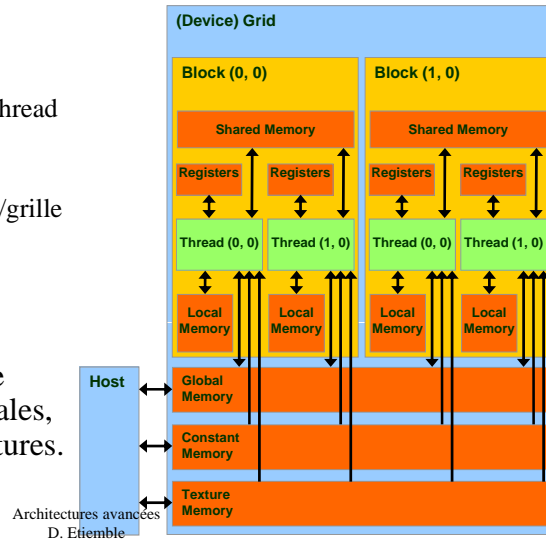 (Device) Grid
Block (0, 0)
Block (1, 0)
hread
Shared Memory
Shared Memory
Registers
Registers
Registers
Registers
/grille
Thread (0, 0)
Thread (1, 0)
Thread (0, 0)
Thread (1, 0)
Local
Memory
Local
Memory
Local
Memory
Local
Memory
e
ales,
tures.
Host
Global
Memory
Constant
Memory
Texture
Memory
Architectures avancées
D. Etiemble